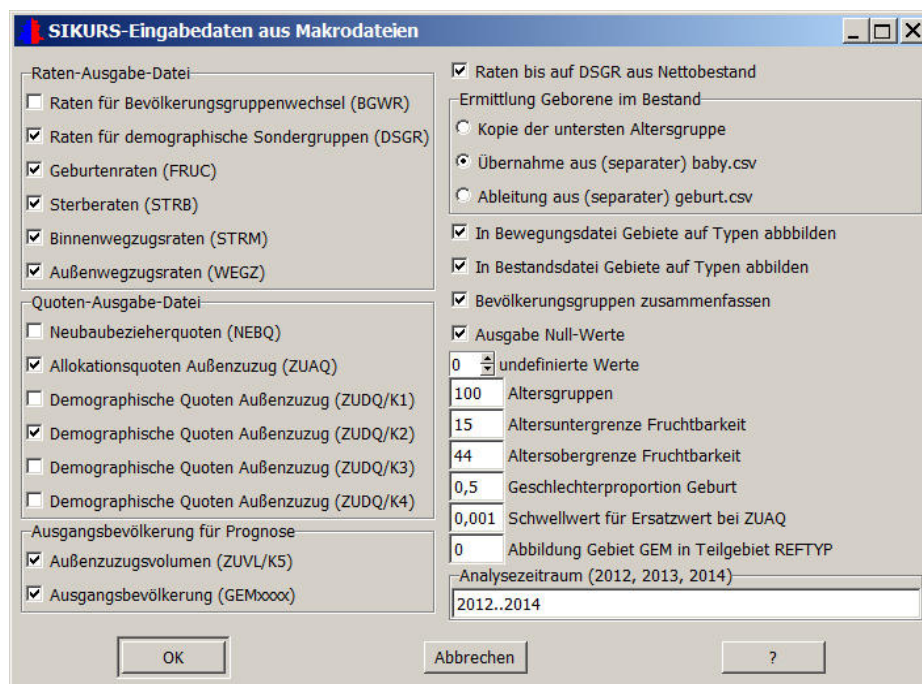 SIKURS-Eingabedaten aus Makrodateien
Raten-Ausgabe-Datei
Raten für Bevölkerungsgruppenwechsel (BGWR)
Raten für demographische Sondergruppen (DSGR)
Geburtenraten (FRUC)
Sterberaten (STRB)
Binnenwegzugsraten (STRM)
Außenwegzugsraten (WEGZ)
Quoten-Ausgabe-Datei
Neubaubezieherquoten (NEBQ)
Allokationsquoten Außenzuzug (ZUAQ)
Demographische Quoten Außenzuzug (ZUDQ/K1)
Demographische Quoten Außenzuzug (ZUDQ/K2)
Demographische Quoten Außenzuzug (ZUDQ/K3)
Demographische Quoten Außenzuzug (ZUDQ/K4)
Ausgangsbevölkerung für Prognose
Außenzuzugsvolumen (ZUVL/K5)
Ausgangsbevölkerung (GEMxxxx)
Raten bis auf DSGR aus Nettobestand
Ermittlung Geborene im Bestand
Kopie der untersten Altersgruppe
Übernahme aus (separater) baby.csv
Ableitung aus (separater) geburt.csv
In Bewegungsdatei Gebiete auf Typen abbbilden
In Bestandsdatei Gebiete auf Typen abbilden
Bevölkerungsgruppen zusammenfassen
Ausgabe Null-Werte
0 undefinierte Werte
100 Altersgruppen
15 Altersuntergrenze Fruchtbarkeit
44 Altersobergrenze Fruchtbarkeit
0,5 Geschlechterproportion Geburt
0,001 Schwellwert für Ersatzwert bei ZUAQ
0 Abbildung Gebiet GEM in Teilgebiet REFTYP
Analysezeitraum (2012, 2013, 2014)
2012..2014
OK
Abbrechen
?